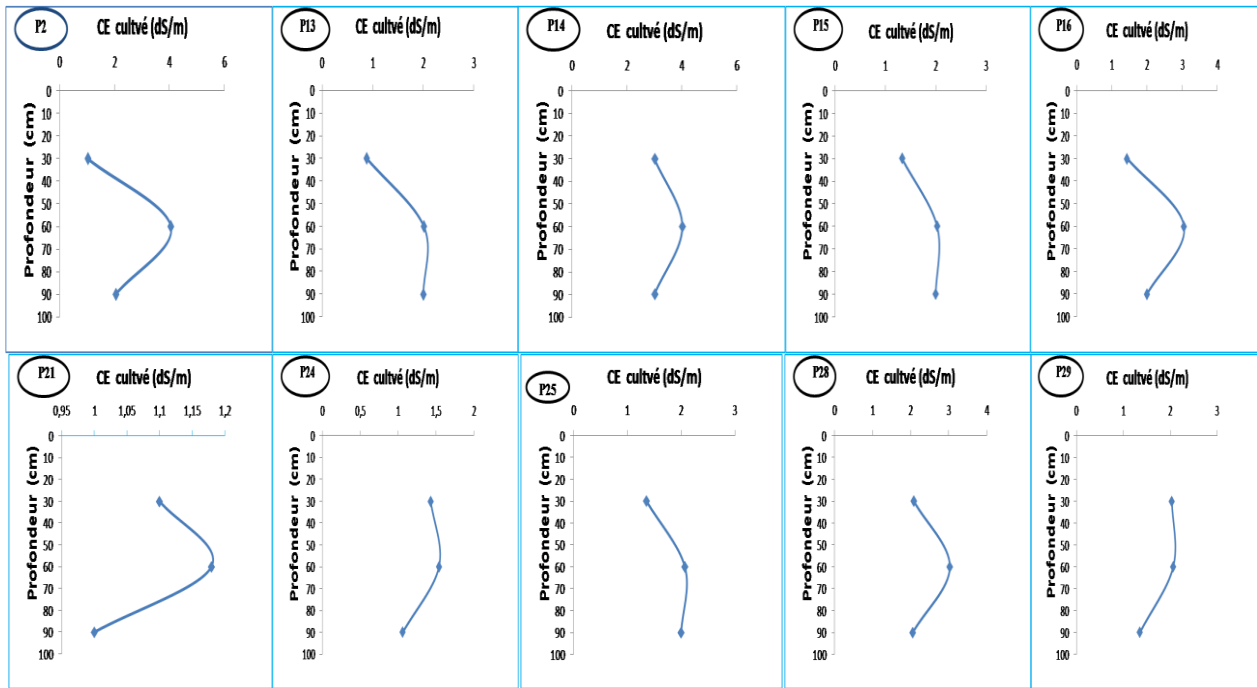 P2
CE cultvé (dS/m)
0 2 4 6
Profondeur (cm)
0
10
20
30
40
50
60
70
80
90
100
P13
CE cultvé (dS/m)
0 1 2 3
Profondeur (cm)
0
10
20
30
40
50
60
70
80
90
100
P14
CE cultvé (dS/m)
0 2 4 6
Profondeur (cm)
0
10
20
30
40
50
60
70
80
90
100
P15
CE cultvé (dS/m)
0 1 2 3
Profondeur (cm)
0
10
20
30
40
50
60
70
80
90
100
P16
CE cultvé (dS/m)
0 1 2 3 4
Profondeur (cm)
0
10
20
30
40
50
60
70
80
90
100
P21
CE cultvé (dS/m)
0,95 1 1,05 1,1 1,15 1,2
Profondeur (cm)
0
10
20
30
40
50
60
70
80
90
100
P24
CE cultvé (dS/m)
0 0,5 1 1,5 2
Profondeur (cm)
0
10
20
30
40
50
60
70
80
90
100
P25
CE cultvé (dS/m)
0 1 2 3
Profondeur (cm)
0
10
20
30
40
50
60
70
80
90
100
P28
CE cultvé (dS/m)
0 1 2 3 4
Profondeur (cm)
0
10
20
30
40
50
60
70
80
90
100
P29
CE cultvé (dS/m)
0 1 2 3
Profondeur (cm)
0
10
20
30
40
50
60
70
80
90
100